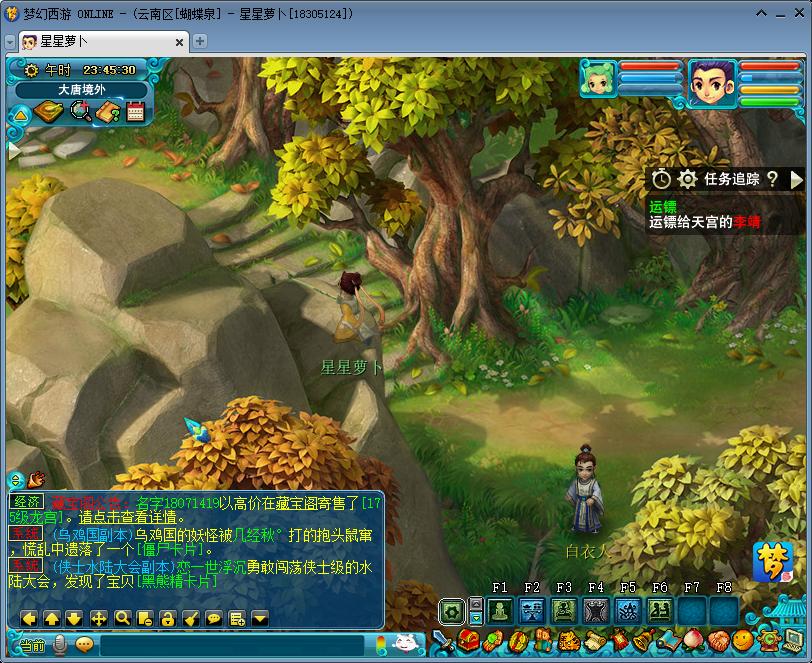 梦幻西游 ONLINE - (云南区[蝴蝶泉] - 星星萝卜[18305124])
星星萝卜
午时 23:45:30
大唐境外
任务追踪 ?
运镖
运镖给天宫的李靖
星星萝卜
白衣人
经济 藏宝阁公告，名字18071419以高价在藏宝阁寄售了[17
5级龙宫]。请点击查看详情。
系统 (乌鸡国副本)乌鸡国的妖怪被几经秋°打的抱头鼠窜
，慌乱中遗落了一个[僵尸卡片]。
系统 (侠士水陆大会副本)恋一世浮沉勇敢闯荡侠士级的水
陆大会，发现了宝贝[黑熊精卡片]
梦
F1 F2 F3 F4 F5 F6 F7 F8
当前